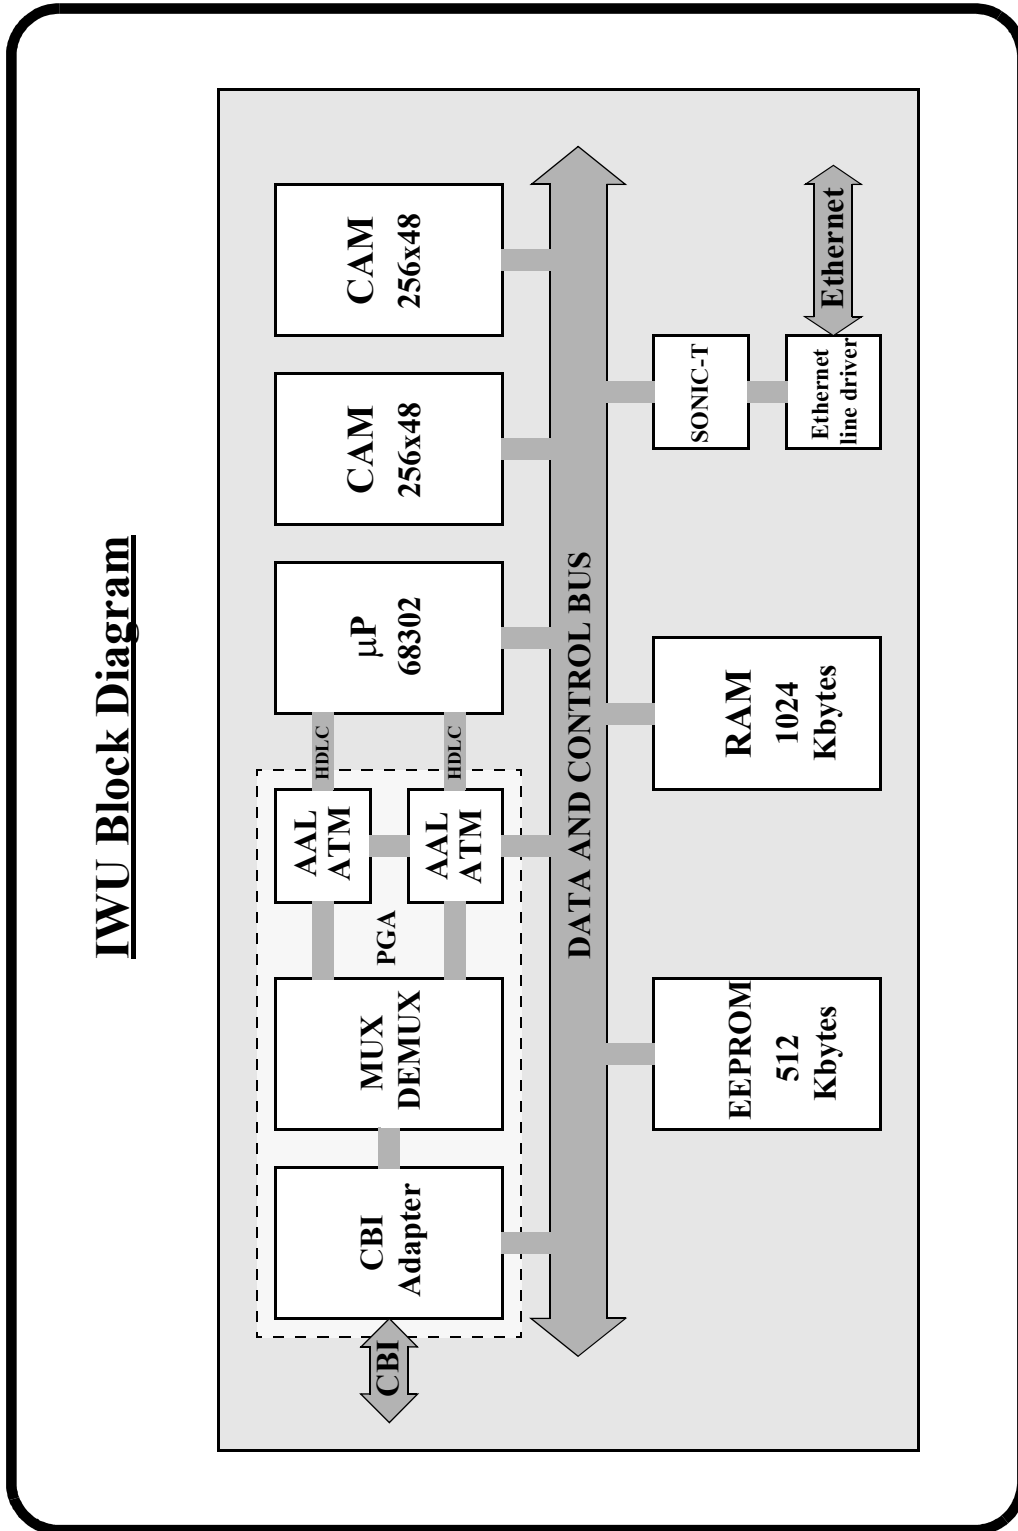 IWU Block Diagram
CBI
CBI
Adapter
MUX
DEMUX
PGA
AAL
ATM
AAL
ATM
HDLC
HDLC
µP
68302
CAM
256x48
CAM
256x48
DATA AND CONTROL BUS
EEPROM
512
Kbytes
RAM
1024
Kbytes
SONIC-T
Ethernet
line driver
Ethernet